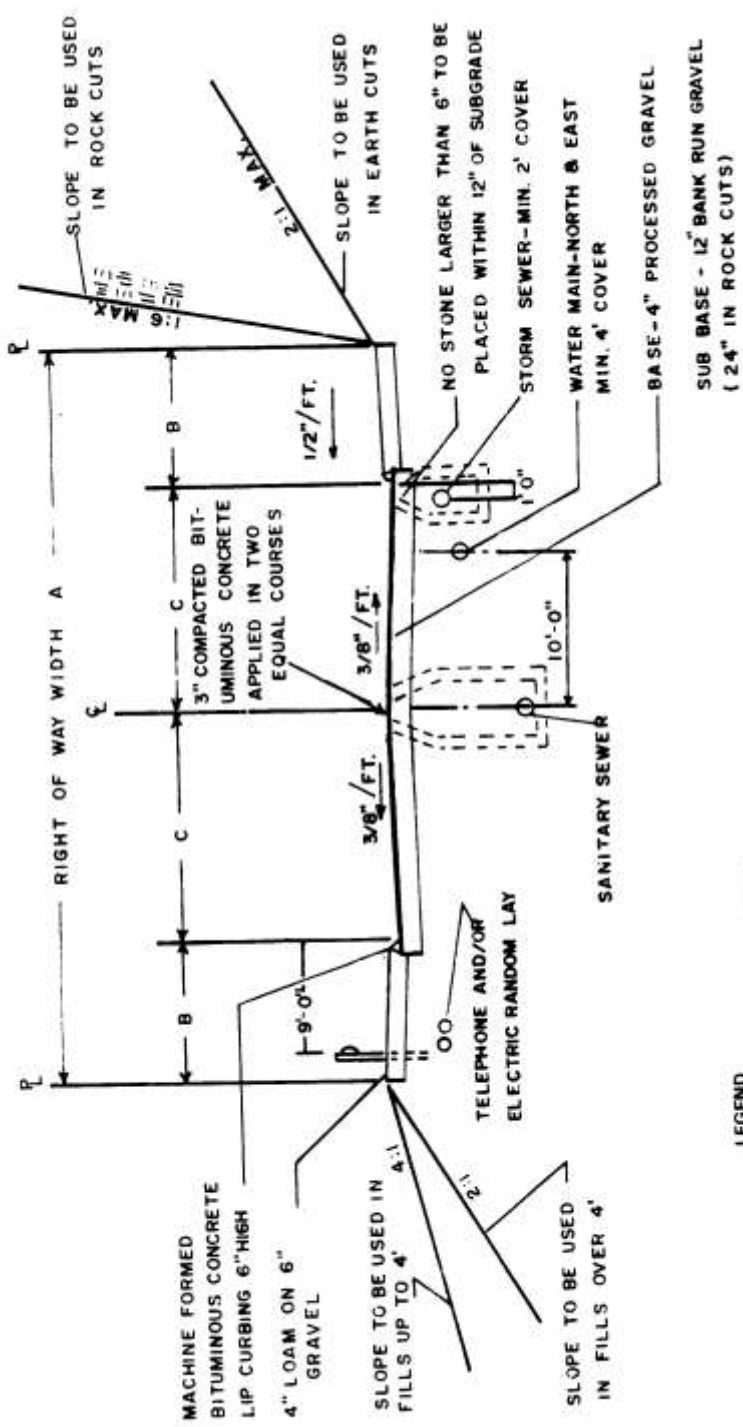 SLOPE TO BE USED
IN ROCK CUTS
1:6 MAX.
2:1 MAX.
SLOPE TO BE USED
IN EARTH CUTS
PL
PL
RIGHT OF WAY WIDTH A
CL
B
C
C
B
3" COMPACTED BIT-
UMINOUS CONCRETE
APPLIED IN TWO
EQUAL COURSES
1/2"/FT.
3/8"/FT.
3/8"/FT.
9'-0"
MACHINE FORMED
BITUMINOUS CONCRETE
LIP CURBING 6" HIGH
4" LOAM ON 6"
GRAVEL
SLOPE TO BE USED IN
FILLS UP TO 4'
4:1
2:1
SLOPE TO BE USED
IN FILLS OVER 4'
TELEPHONE AND/OR
ELECTRIC RANDOM LAY
SANITARY SEWER
10'-0"
1'-0"
NO STONE LARGER THAN 6" TO BE
PLACED WITHIN 12" OF SUBGRADE
STORM SEWER-MIN. 2' COVER
WATER MAIN-NORTH & EAST
MIN. 4' COVER
BASE-4" PROCESSED GRAVEL
SUB BASE - 12" BANK RUN GRAVEL
(24" IN ROCK CUTS)
LEGEND